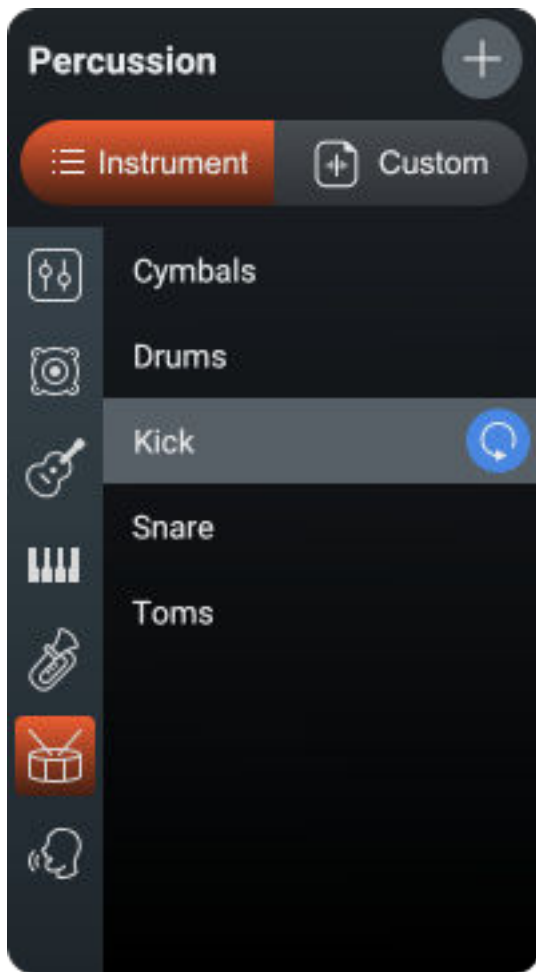 Percussion
Instrument Custom
Cymbals
Drums
Kick
Snare
Toms